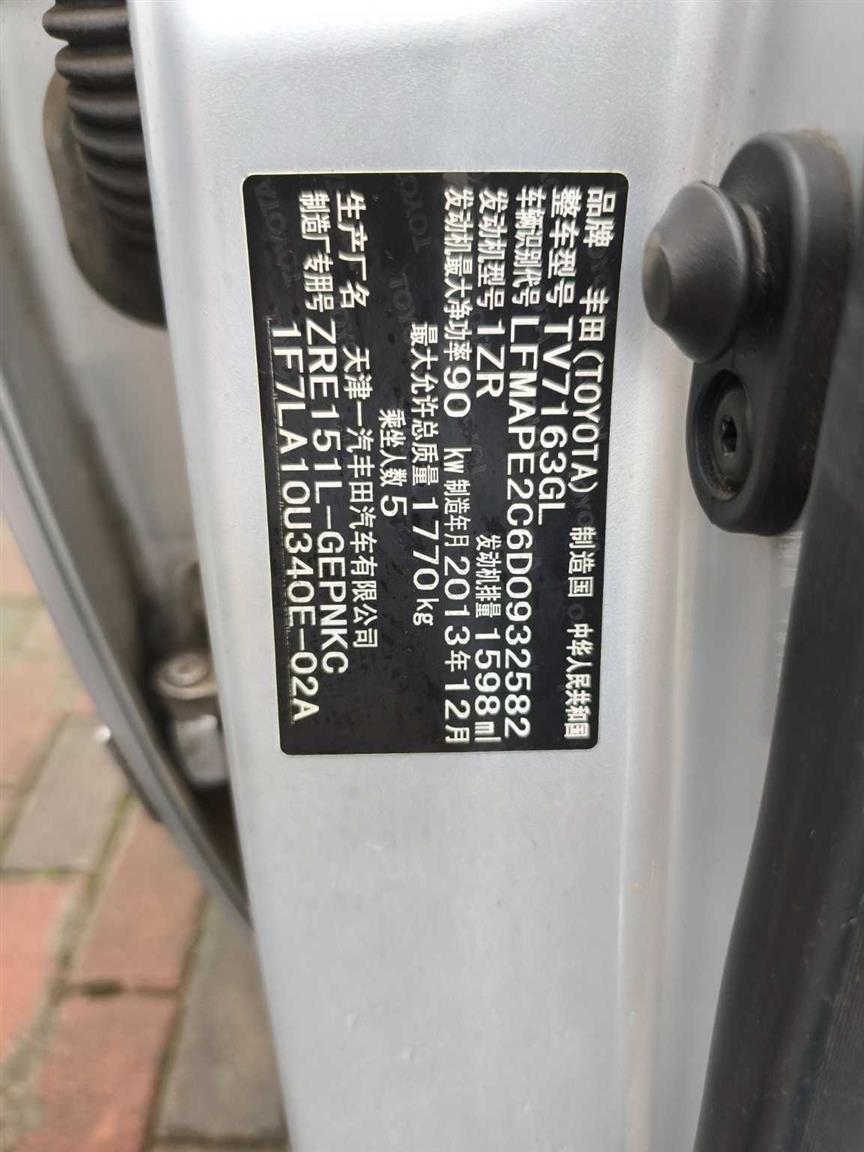 品牌 丰田(TOYOTA) 制造国 中华人民共和国
整车型号 TV7163GL
车辆识别代号 LFMAPE2C6D0932582
发动机型号 1ZR 发动机排量 1598ml
发动机最大净功率 90 kw 制造年月 2013年12月
最大允许总质量 1770kg
乘坐人数 5
生产厂名 天津一汽丰田汽车有限公司
制造厂专用号 ZRE151L-GEPNKC
1F7LA10U340E-02A